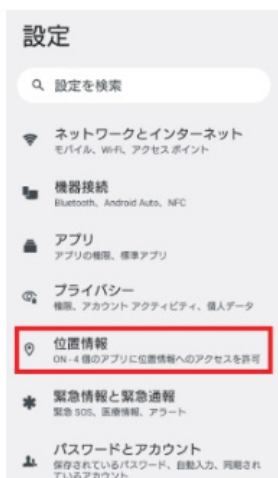 設定
設定を検索
ネットワークとインターネット
モバイル、Wi-Fi、アクセス ポイント
機器接続
Bluetooth、Android Auto、NFC
アプリ
アプリの権限、標準アプリ
プライバシー
権限、アカウント アクティビティ、個人データ
位置情報
ON - 4 個のアプリに位置情報へのアクセスを許可
緊急情報と緊急通報
緊急 SOS、医療情報、アラート
パスワードとアカウント
保存されているパスワード、自動入力、同期され
ているアカウント